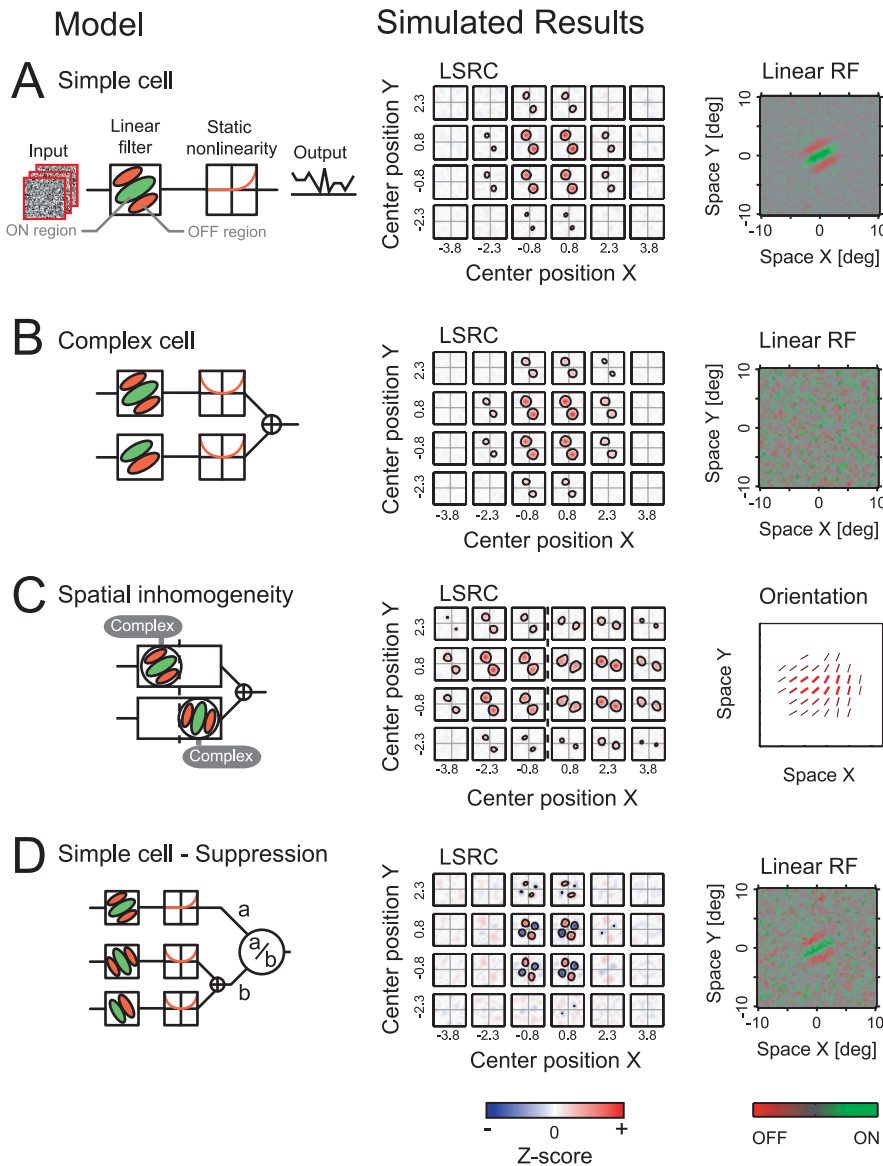 Model
Simulated Results
A Simple cell
Input
Linear
filter
Static
nonlinearity
Output
ON region
OFF region
LSRC
Center position Y
2.3
0.8
-0.8
-2.3
-3.8 -2.3 -0.8 0.8 2.3 3.8
Center position X
Linear RF
Space Y [deg]
10
0
-10
-10 0 10
Space X [deg]
B Complex cell
LSRC
Center position Y
2.3
0.8
-0.8
-2.3
-3.8 -2.3 -0.8 0.8 2.3 3.8
Center position X
Linear RF
Space Y [deg]
10
0
-10
-10 0 10
Space X [deg]
C Spatial inhomogeneity
Complex
Complex
LSRC
Center position Y
2.3
0.8
-0.8
-2.3
-3.8 -2.3 -0.8 0.8 2.3 3.8
Center position X
Orientation
Space Y
Space X
D Simple cell - Suppression
a
a/b
b
LSRC
Center position Y
2.3
0.8
-0.8
-2.3
-3.8 -2.3 -0.8 0.8 2.3 3.8
Center position X
Linear RF
Space Y [deg]
10
0
-10
-10 0 10
Space X [deg]
- 0 +
Z-score
OFF ON